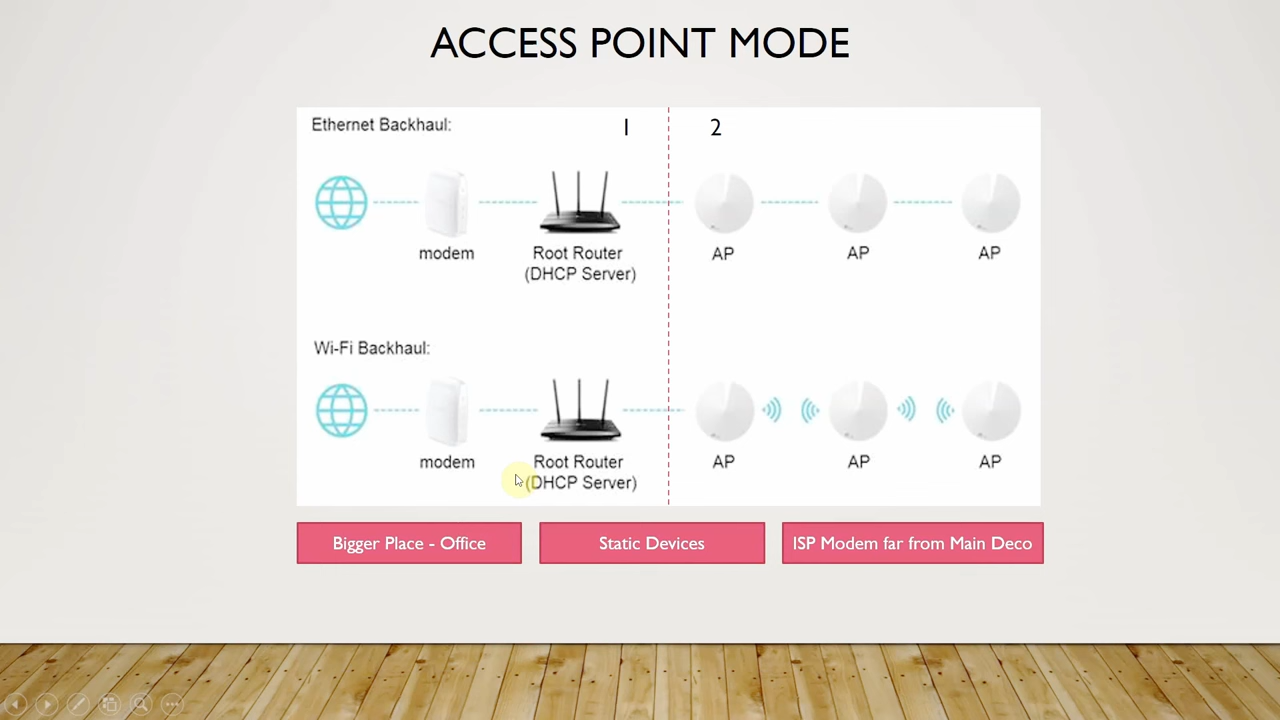 ACCESS POINT MODE
Ethernet Backhaul:
1
2
modem
Root Router
(DHCP Server)
AP
AP
AP
Wi-Fi Backhaul:
modem
Root Router
(DHCP Server)
AP
AP
AP
Bigger Place - Office
Static Devices
ISP Modem far from Main Deco